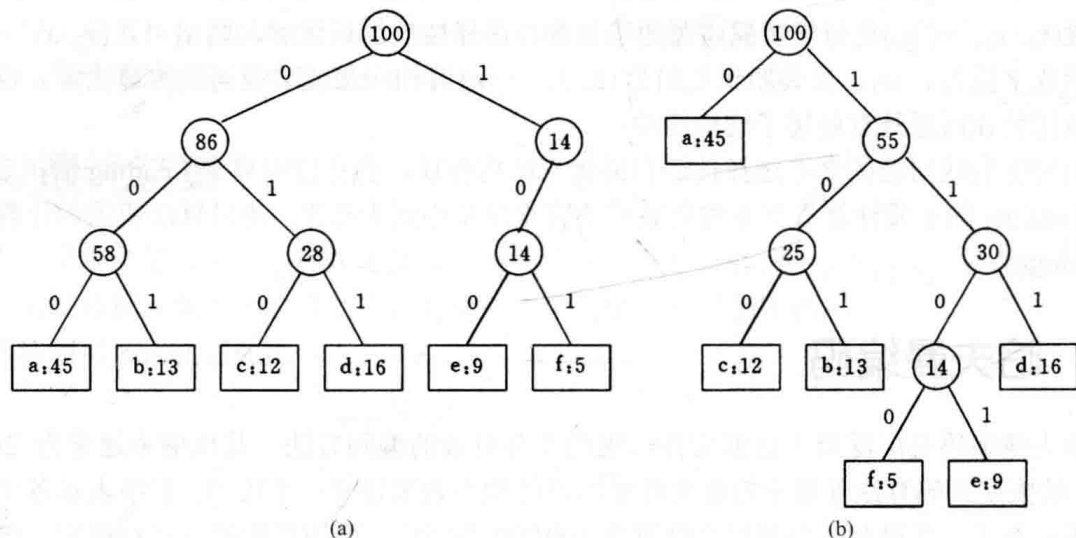 100 100
0 1 0 1
86 14 a:45 55
0 1 0 0 1
58 28 14 25 30
0 1 0 1 0 1 0 1 0 1
a:45 b:13 c:12 d:16 e:9 f:5 c:12 b:13 14 d:16
0 1
f:5 e:9
(a) (b)